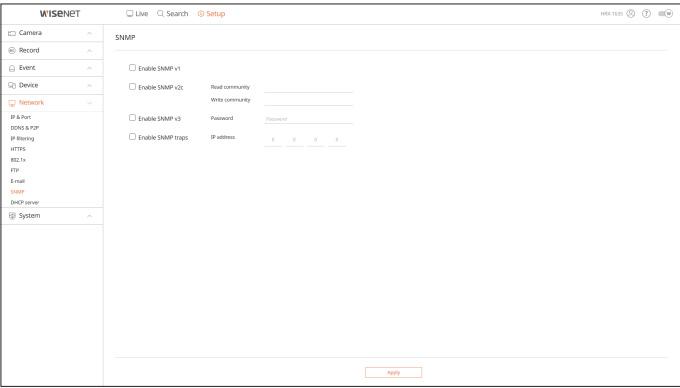 WISENET
Live Search Setup
HRX-1635
Camera
Record
Event
Device
Network
IP & Port
DDNS & P2P
IP filtering
HTTPS
802.1x
FTP
E-mail
SNMP
DHCP server
System
SNMP
Enable SNMP v1
Enable SNMP v2c Read community
Write community
Enable SNMP v3 Password Password
Enable SNMP traps IP address 0 0 0 0
Apply